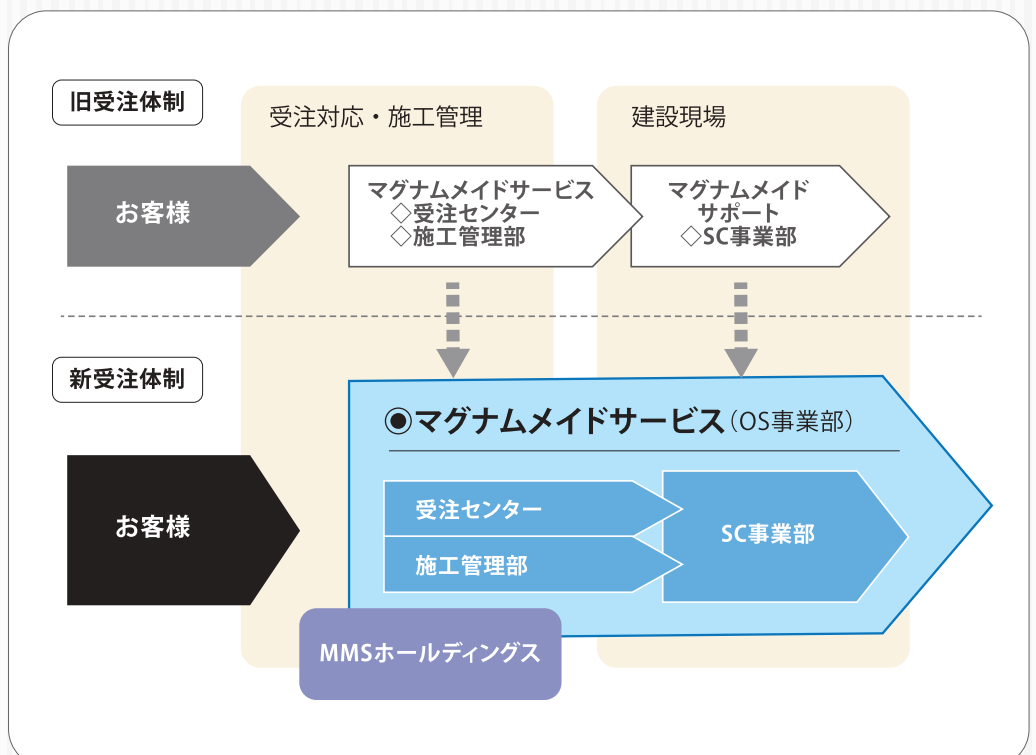 旧受注体制
受注対応・施工管理
建設現場
お客様
マグナムメイドサービス
◇受注センター
◇施工管理部
マグナムメイド
サポート
◇SC事業部
新受注体制
◉マグナムメイドサービス（OS事業部）
お客様
受注センター
施工管理部
SC事業部
MMSホールディングス